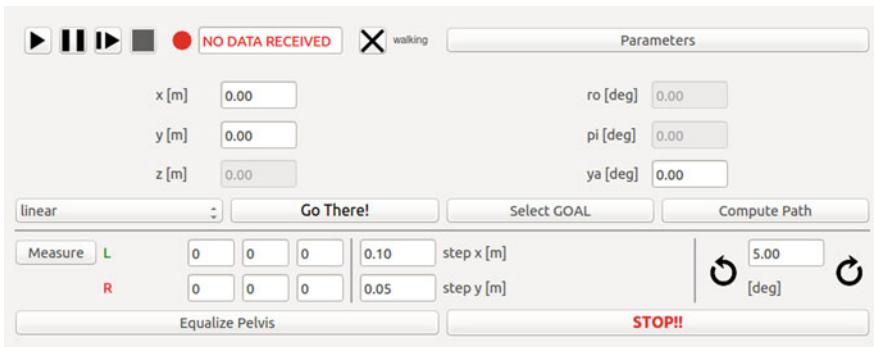 NO DATA RECEIVED walking Parameters
x [m] 0.00 ro [deg] 0.00
y [m] 0.00 pi [deg] 0.00
z [m] 0.00 ya [deg] 0.00
linear Go There! Select GOAL Compute Path
Measure L 0 0 0 0.10 step x [m] 5.00
R 0 0 0 0.05 step y [m] [deg]
Equalize Pelvis STOP!!